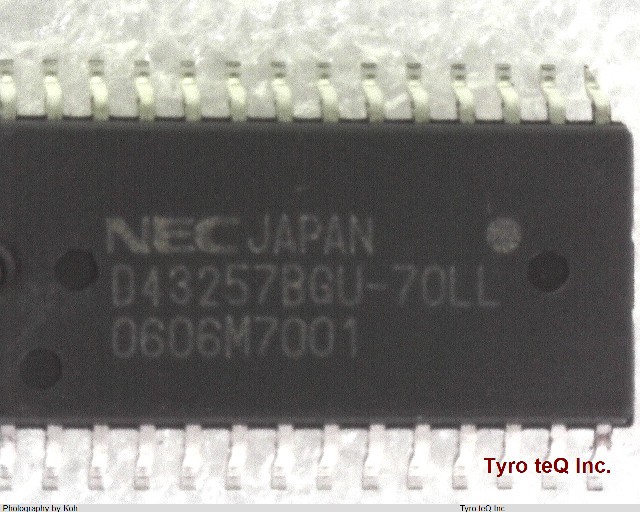 NEC JAPAN
D43257BGU-70LL
0606M7001
Tyro teQ Inc.
Photography by Koh
Tyro teQ Inc